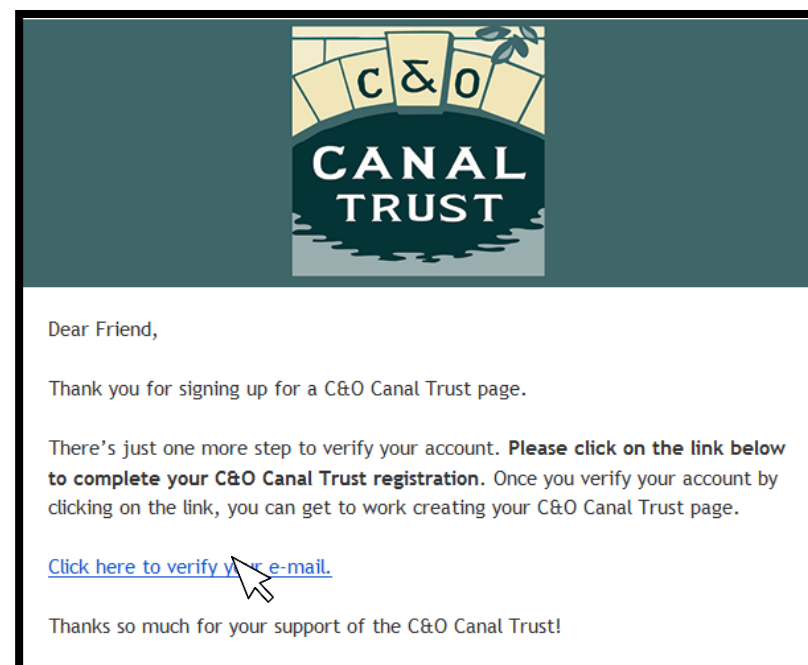 C & O
CANAL
TRUST
Dear Friend,
Thank you for signing up for a C&O Canal Trust page.
There’s just one more step to verify your account. Please click on the link below
to complete your C&O Canal Trust registration. Once you verify your account by
clicking on the link, you can get to work creating your C&O Canal Trust page.
Click here to verify your e-mail.
Thanks so much for your support of the C&O Canal Trust!